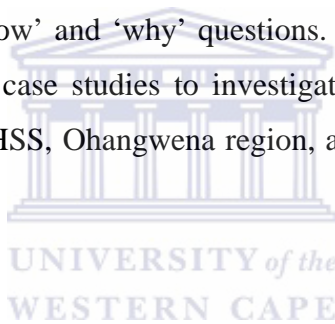 ow’ and ‘why’ questions.
case studies to investigat
HSS, Ohangwena region, a
UNIVERSITY of the
WESTERN CAPE